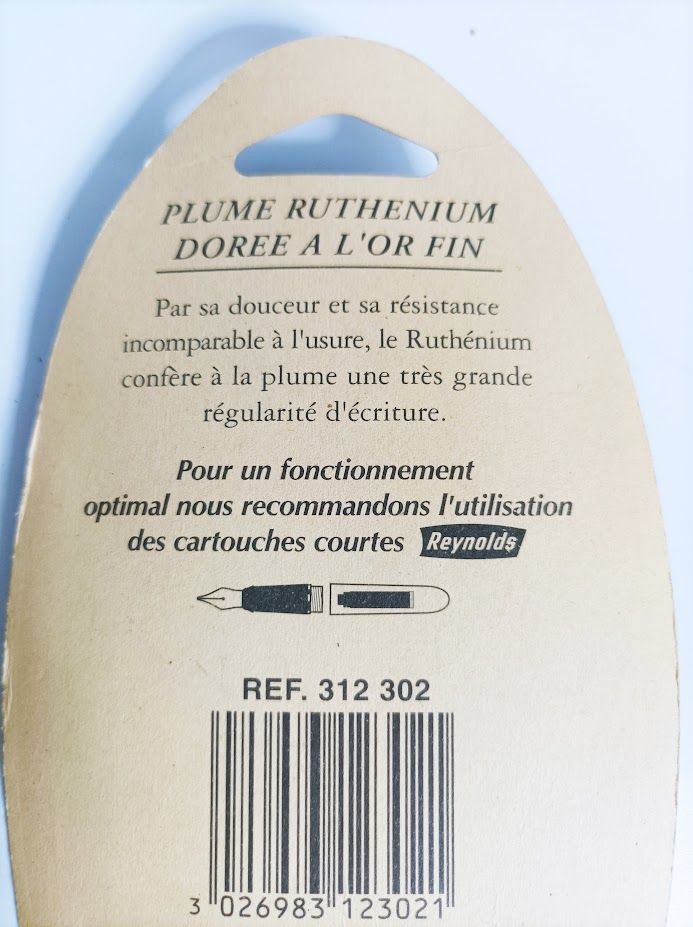 PLUME RUTHENIUM
DOREE A L'OR FIN
Par sa douceur et sa résistance
incomparable à l'usure, le Ruthénium
confère à la plume une très grande
régularité d'écriture.
Pour un fonctionnement
optimal nous recommandons l'utilisation
des cartouches courtes Reynolds
REF. 312 302
3 026983 123021